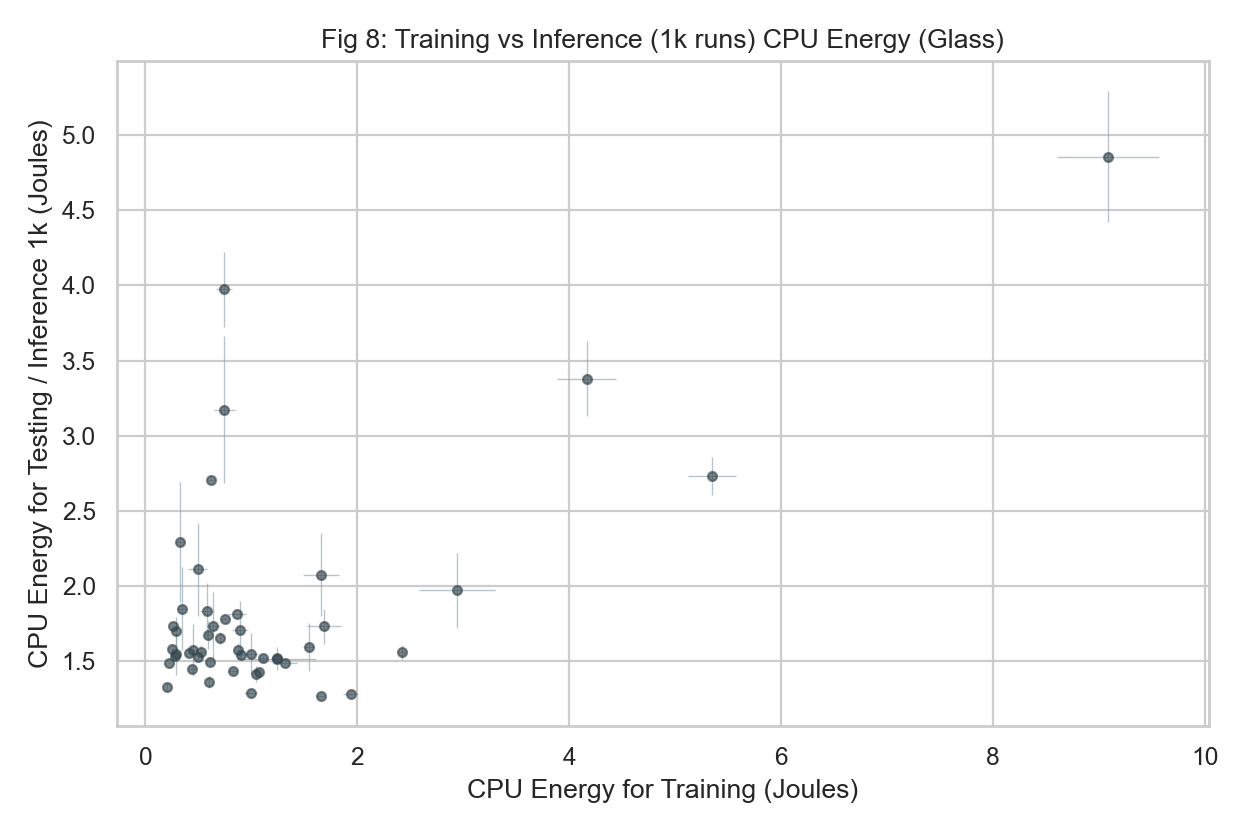 Fig 8: Training vs Inference (1k runs) CPU Energy (Glass)
CPU Energy for Testing / Inference 1k (Joules)
5.0
4.5
4.0
3.5
3.0
2.5
2.0
1.5
0 2 4 6 8 10
CPU Energy for Training (Joules)